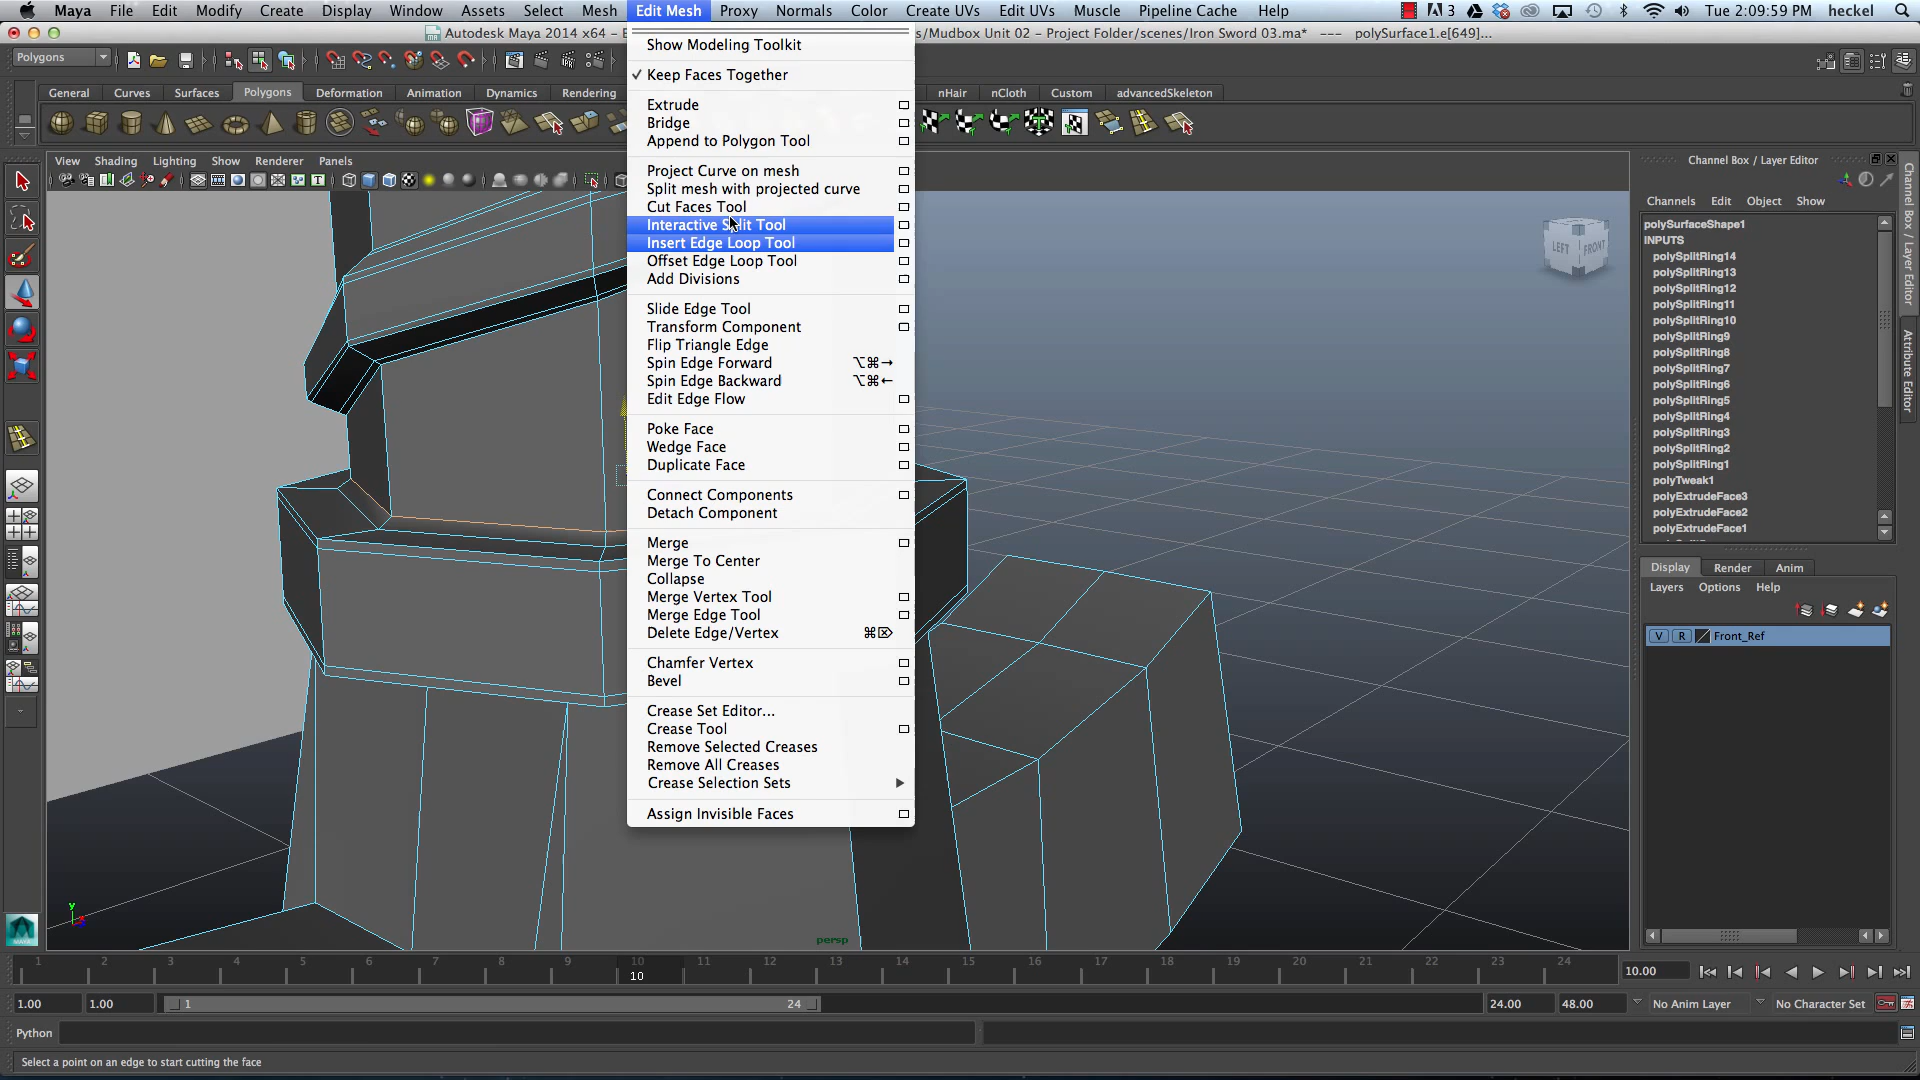 Maya File Edit Modify Create Display Window Assets Select Mesh Edit Mesh Proxy Normals Color Create UVs Edit UVs Muscle Pipeline Cache Help 3 Tue 2:09:59 PM heckel
Autodesk Maya 2014 x64 – s/Mudbox Unit 02 - Project Folder/scenes/Iron Sword 03.ma* --- polySurface1.e[649]...
Polygons
General Curves Surfaces Polygons Deformation Animation Dynamics Rendering nHair nCloth Custom advancedSkeleton
View Shading Lighting Show Renderer Panels
Show Modeling Toolkit
✓ Keep Faces Together
Extrude
Bridge
Append to Polygon Tool
Project Curve on mesh
Split mesh with projected curve
Cut Faces Tool
Interactive Split Tool
Insert Edge Loop Tool
Offset Edge Loop Tool
Add Divisions
Slide Edge Tool
Transform Component
Flip Triangle Edge
Spin Edge Forward ⌥⌘→
Spin Edge Backward ⌥⌘←
Edit Edge Flow
Poke Face
Wedge Face
Duplicate Face
Connect Components
Detach Component
Merge
Merge To Center
Collapse
Merge Vertex Tool
Merge Edge Tool
Delete Edge/Vertex ⌘⌦
Chamfer Vertex
Bevel
Crease Set Editor...
Crease Tool
Remove Selected Creases
Remove All Creases
Crease Selection Sets ▶
Assign Invisible Faces
LEFT FRONT
y
persp
Channel Box / Layer Editor
Channels Edit Object Show
polySurfaceShape1
INPUTS
polySplitRing14
polySplitRing13
polySplitRing12
polySplitRing11
polySplitRing10
polySplitRing9
polySplitRing8
polySplitRing7
polySplitRing6
polySplitRing5
polySplitRing4
polySplitRing3
polySplitRing2
polySplitRing1
polyTweak1
polyExtrudeFace3
polyExtrudeFace2
polyExtrudeFace1
Display Render Anim
Layers Options Help
V R Front_Ref
Channel Box / Layer Editor
Attribute Editor
1 2 3 4 5 6 7 8 9 10 11 12 13 14 15 16 17 18 19 20 21 22 23 24
10
10.00
1.00 1.00 1 24 24.00 48.00 No Anim Layer No Character Set
Python
Select a point on an edge to start cutting the face